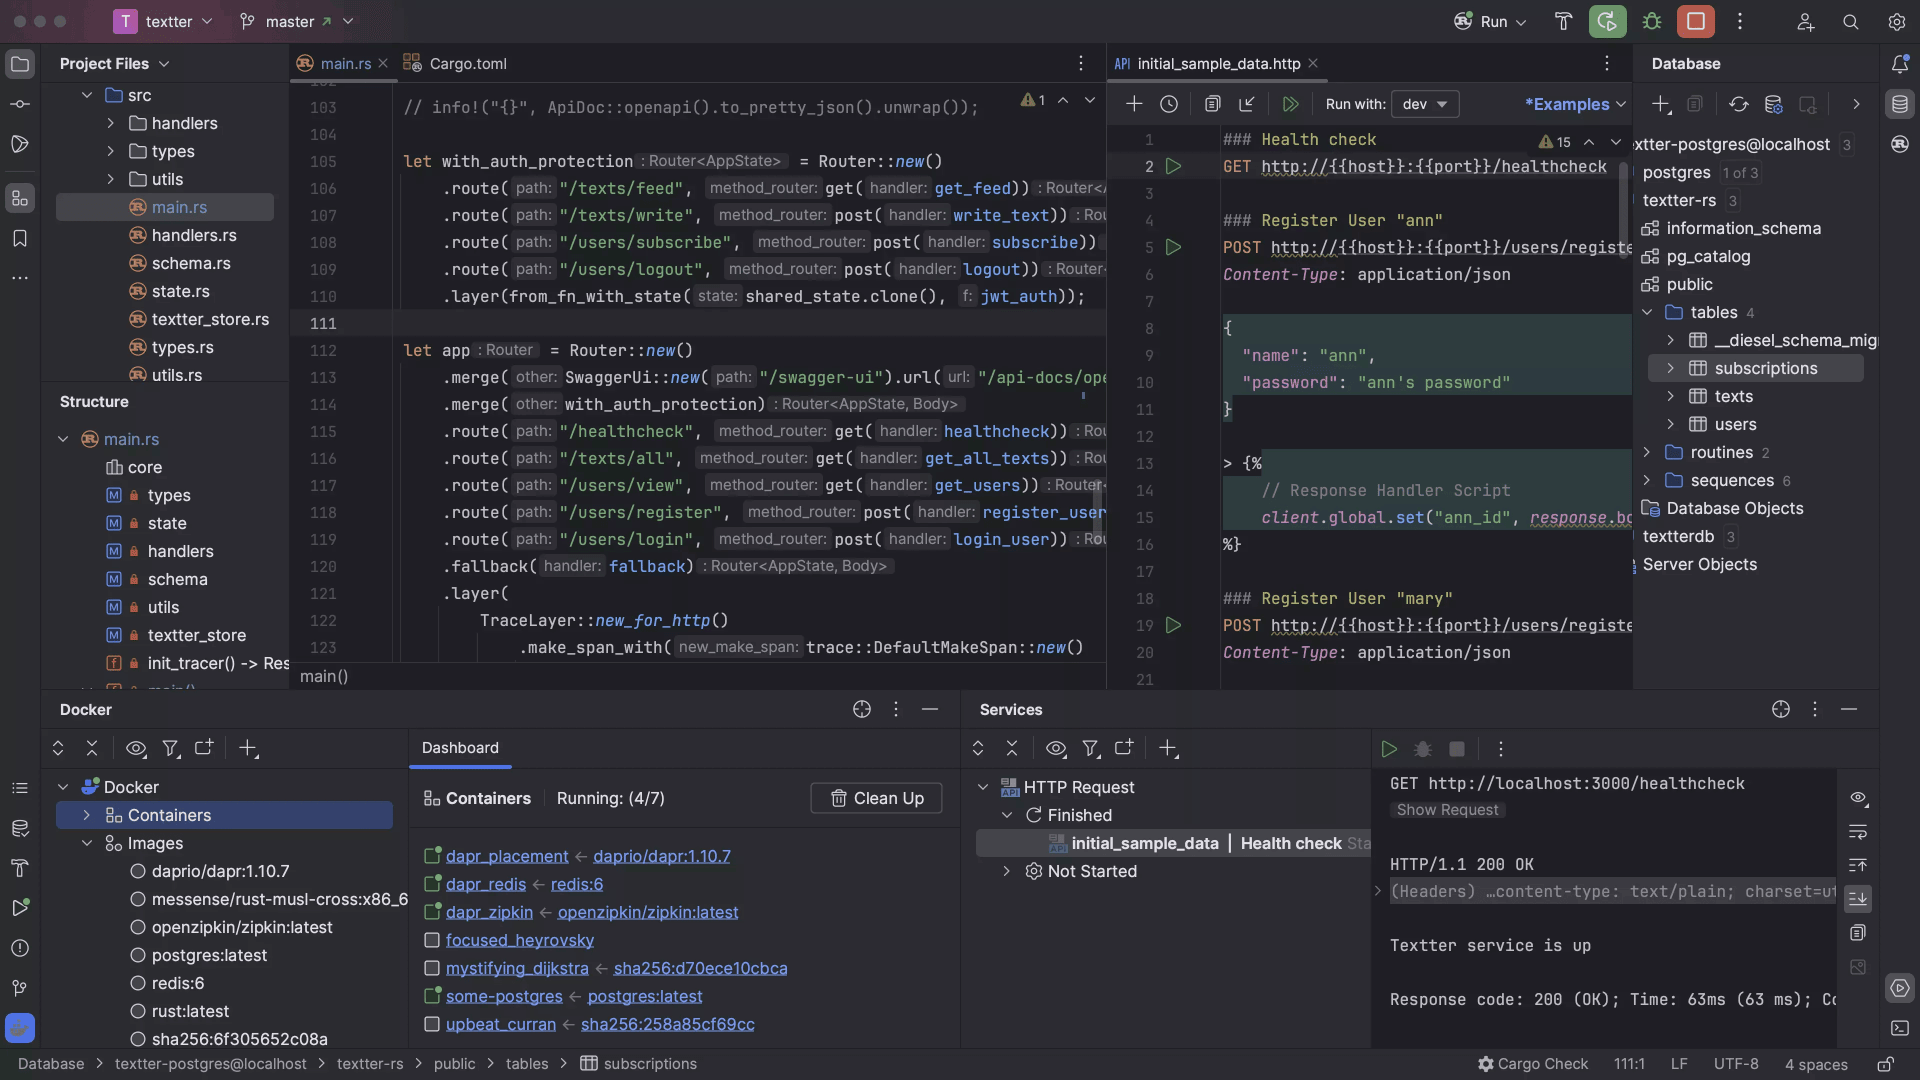 T textter master Run
Project Files
src
handlers
types
utils
main.rs
handlers.rs
schema.rs
state.rs
textter_store.rs
types.rs
utils.rs
Structure
main.rs
core
M types
M state
M handlers
M schema
M utils
M textter_store
f init_tracer() -> Res
main.rs Cargo.toml
1
103 // info!("{}", ApiDoc::openapi().to_pretty_json().unwrap());
104
105 let with_auth_protection : Router<AppState> = Router::new()
106 .route( path: "/texts/feed", method_router: get( handler: get_feed)) : Router<
107 .route( path: "/texts/write", method_router: post( handler: write_text)) : Rou
108 .route( path: "/users/subscribe", method_router: post( handler: subscribe))
109 .route( path: "/users/logout", method_router: post( handler: logout)) : Router
110 .layer(from_fn_with_state( state: shared_state.clone(), f: jwt_auth));
111
112 let app : Router = Router::new()
113 .merge( other: SwaggerUi::new( path: "/swagger-ui").url( url: "/api-docs/ope
114 .merge( other: with_auth_protection) : Router<AppState, Body>
115 .route( path: "/healthcheck", method_router: get( handler: healthcheck)) : Rou
116 .route( path: "/texts/all", method_router: get( handler: get_all_texts)) : Rou
117 .route( path: "/users/view", method_router: get( handler: get_users)) : Router
118 .route( path: "/users/register", method_router: post( handler: register_user
119 .route( path: "/users/login", method_router: post( handler: login_user)) : Rou
120 .fallback( handler: fallback) : Router<AppState, Body>
121 .layer(
122 TraceLayer::new_for_http()
123 .make_span_with( new_make_span: trace::DefaultMakeSpan::new()
main()
API initial_sample_data.http
Run with: dev *Examples
15
1 ### Health check
2 GET http://{{host}}:{{port}}/healthcheck
3
4 ### Register User "ann"
5 POST http://{{host}}:{{port}}/users/registe
6 Content-Type: application/json
7
8 {
9 "name": "ann",
10 "password": "ann's password"
11 }
12
13 > {%
14 // Response Handler Script
15 client.global.set("ann_id", response.bo
16 %}
17
18 ### Register User "mary"
19 POST http://{{host}}:{{port}}/users/registe
20 Content-Type: application/json
21
Database
extter-postgres@localhost 3
postgres 1 of 3
textter-rs 3
information_schema
pg_catalog
public
tables 4
__diesel_schema_mig
subscriptions
texts
users
routines 2
sequences 6
Database Objects
textterdb 3
Server Objects
Docker
Docker
Containers
Images
daprio/dapr:1.10.7
messense/rust-musl-cross:x86_6
openzipkin/zipkin:latest
postgres:latest
redis:6
rust:latest
sha256:6f305652c08a
Dashboard
Containers Running: (4/7) Clean Up
dapr_placement ← daprio/dapr:1.10.7
dapr_redis ← redis:6
dapr_zipkin ← openzipkin/zipkin:latest
focused_heyrovsky
mystifying_dijkstra ← sha256:d70ece10cbca
some-postgres ← postgres:latest
upbeat_curran ← sha256:258a85cf69cc
Services
API HTTP Request
Finished
API initial_sample_data | Health check Sta
Not Started
GET http://localhost:3000/healthcheck
Show Request
HTTP/1.1 200 OK
(Headers) …content-type: text/plain; charset=ut
Textter service is up
Response code: 200 (OK); Time: 63ms (63 ms); Co
Database > textter-postgres@localhost > textter-rs > public > tables > subscriptions
Cargo Check 111:1 LF UTF-8 4 spaces